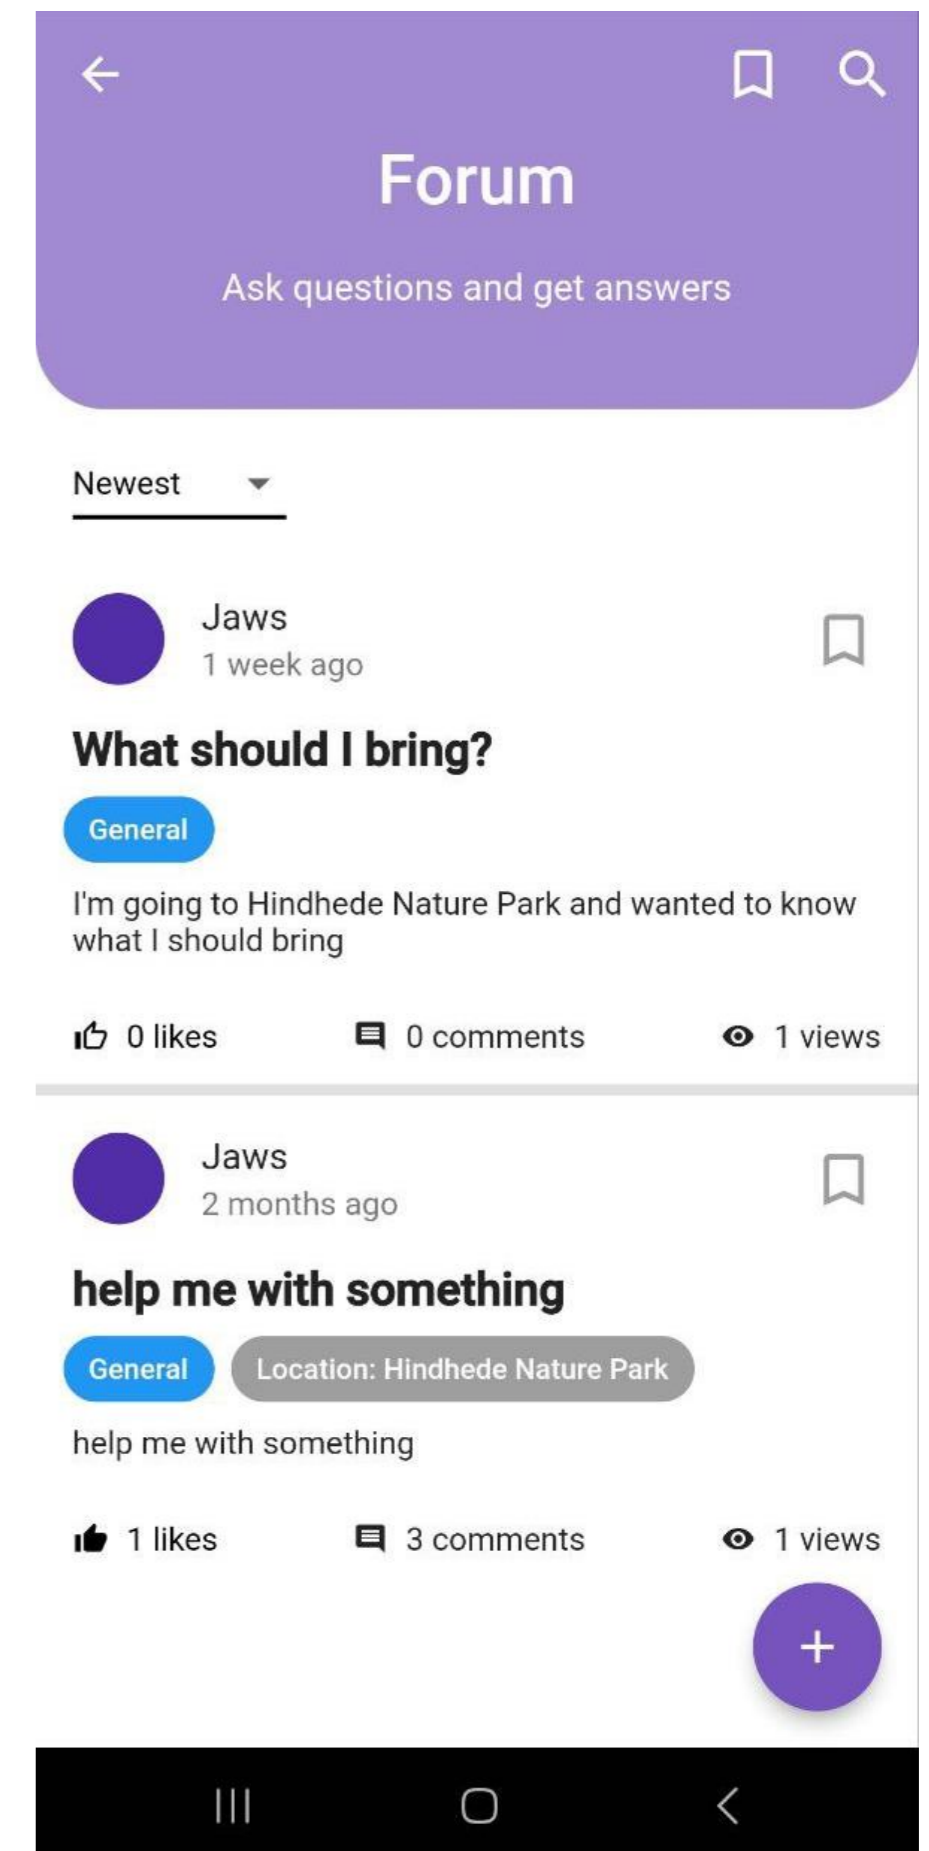 Forum
Ask questions and get answers
Newest
Jaws
1 week ago
What should I bring?
General
I'm going to Hindhede Nature Park and wanted to know
what I should bring
0 likes 0 comments 1 views
Jaws
2 months ago
help me with something
General Location: Hindhede Nature Park
help me with something
1 likes 3 comments 1 views